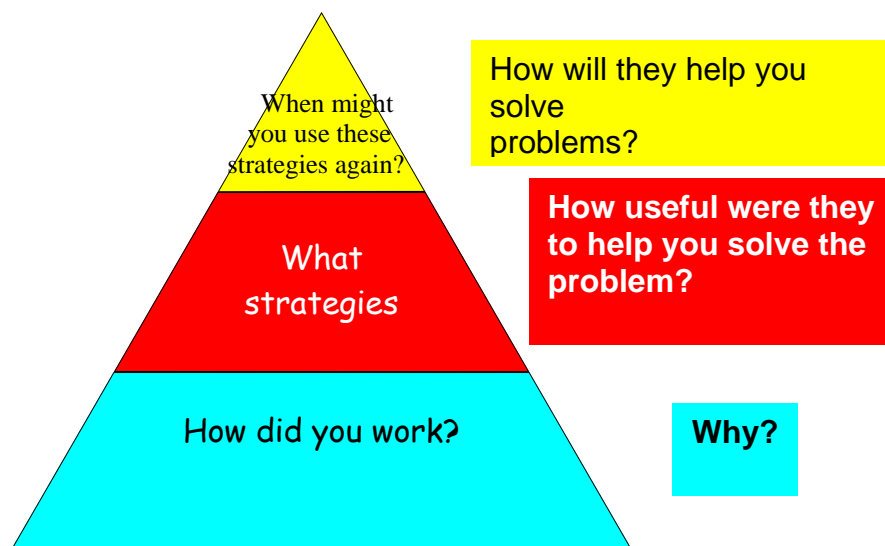 When might
you use these
strategies again?
How will they help you
solve
problems?
What
strategies
How useful were they
to help you solve the
problem?
How did you work?
Why?